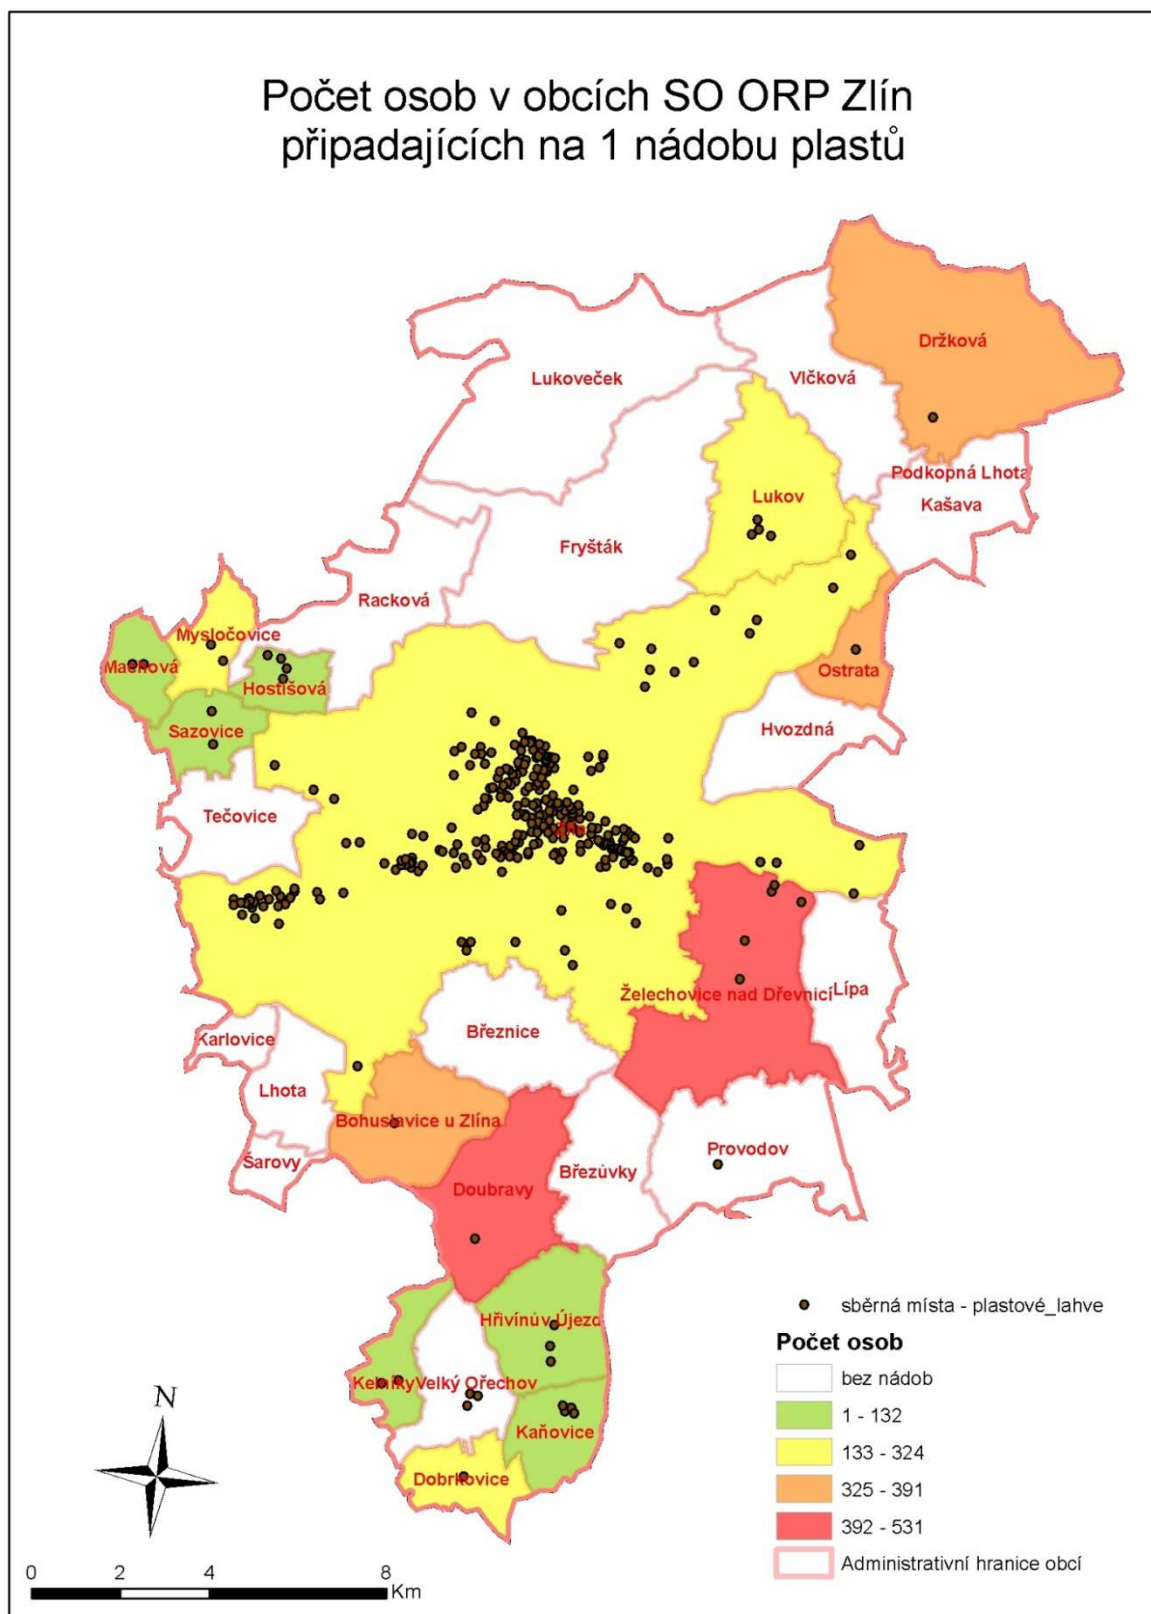 Počet osob v obcích SO ORP Zlín
připadajících na 1 nádobu plastů
Držková
Lukoveček
Vlčková
Podkopná Lhota
Lukov
Kašava
Fryšták
Racková
Mysločovice
Machová
Hostišová
Ostrata
Sazovice
Hvozdná
Tečovice
Zlín
Želechovice nad Dřevnicí
Lípa
Březnice
Karlovice
Lhota
Bohuslavice u Zlína
Provodov
Šarovy
Březůvky
Doubravy
sběrná místa - plastové_lahve
Hřivínův Újezd
Počet osob
bez nádob
Kelníky
Velký Ořechov
N
1 - 132
Kaňovice
133 - 324
Dobrkovice
325 - 391
392 - 531
Administrativní hranice obcí
0 2 4 8
Km